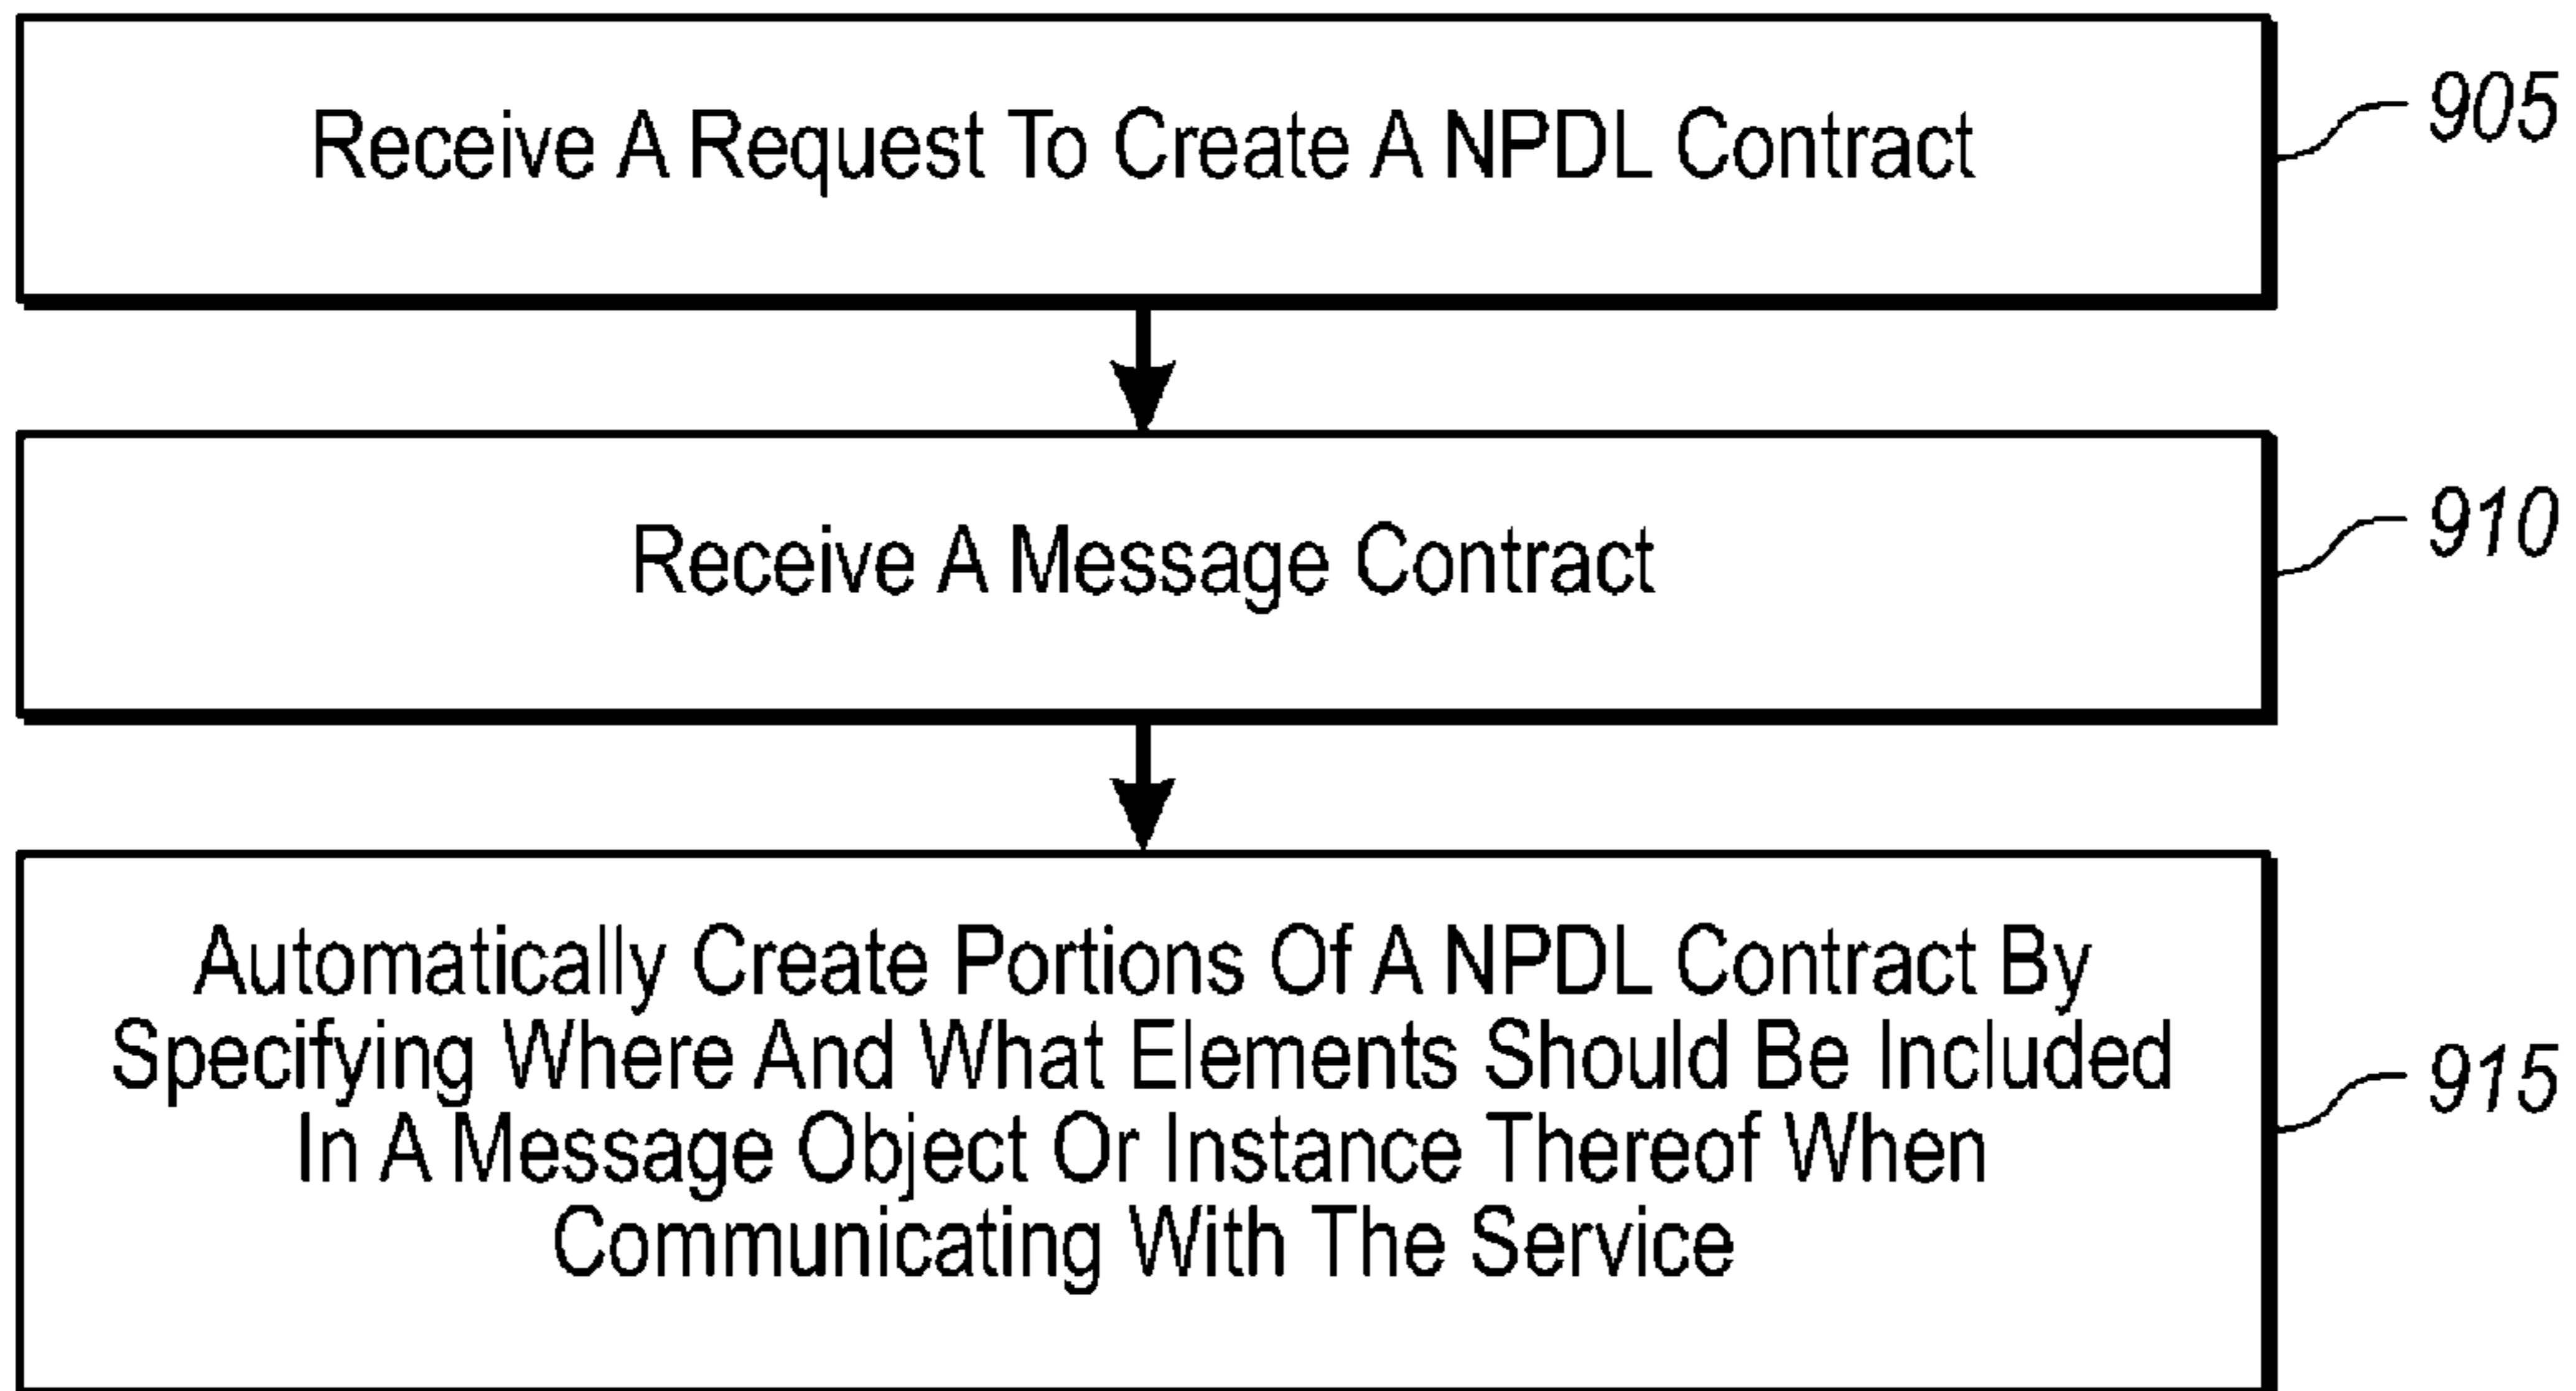 Receive A Request To Create A NPDL Contract
905
Receive A Message Contract
910
Automatically Create Portions Of A NPDL Contract By
Specifying Where And What Elements Should Be Included
In A Message Object Or Instance Thereof When
Communicating With The Service
915